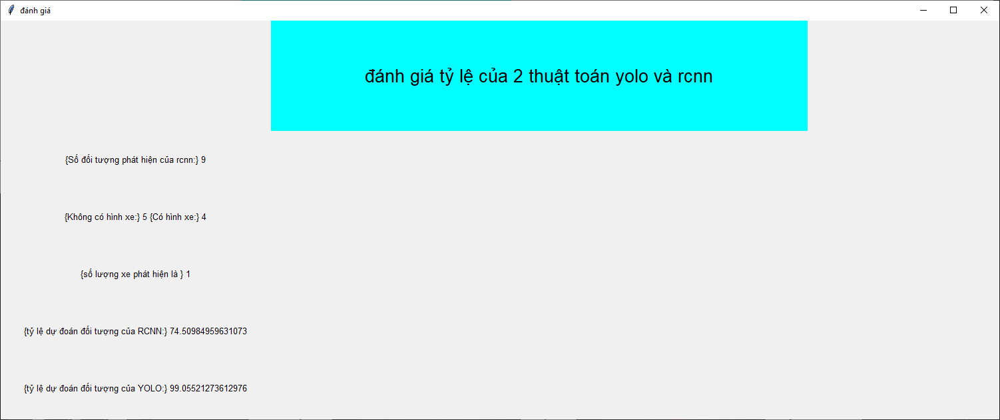 đánh giá
đánh giá tỷ lệ của 2 thuật toán yolo và rcnn
{Số đối tượng phát hiện của rcnn:} 9
{Không có hình xe:} 5 {Có hình xe:} 4
{số lượng xe phát hiện là } 1
{tỷ lệ dự đoán đối tượng của RCNN:} 74.50984959631073
{tỷ lệ dự đoán đối tượng của YOLO:} 99.05521273612976